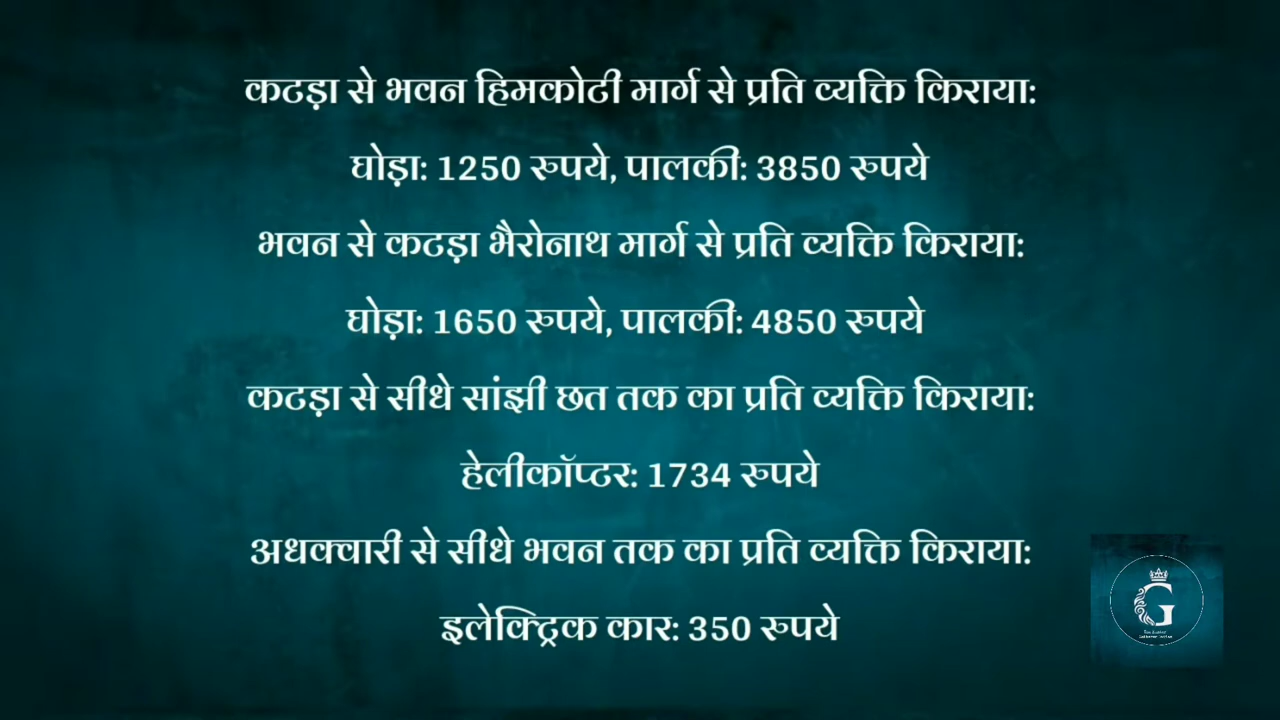 कटड़ा से भवन हिमकोटी मार्ग से प्रति व्यक्ति किराया:
घोड़ा: 1250 रुपये, पालकी: 3850 रुपये
भवन से कटड़ा भैरोनाथ मार्ग से प्रति व्यक्ति किराया:
घोड़ा: 1650 रुपये, पालकी: 4850 रुपये
कटड़ा से सीधे सांझी छत तक का प्रति व्यक्ति किराया:
हेलीकॉप्टर: 1734 रुपये
अधक्वारी से सीधे भवन तक का प्रति व्यक्ति किराया:
इलेक्ट्रिक कार: 350 रुपये
G